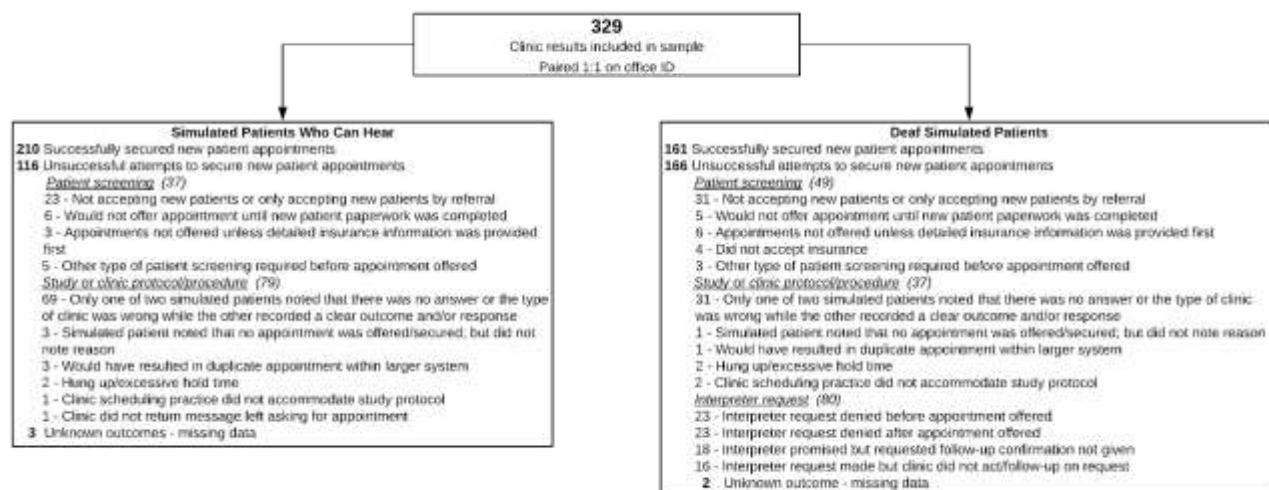 329
Clinic results included in sample
Paired 1:1 on office ID
Simulated Patients Who Can Hear
210 Successfully secured new patient appointments
116 Unsuccessful attempts to secure new patient appointments
Patient screening (37)
23 - Not accepting new patients or only accepting new patients by referral
6 - Would not offer appointment until new patient paperwork was completed
3 - Appointments not offered unless detailed insurance information was provided
first
5 - Other type of patient screening required before appointment offered
Study or clinic protocol/procedure (79)
69 - Only one of two simulated patients noted that there was no answer or the type
of clinic was wrong while the other recorded a clear outcome and/or response
3 - Simulated patient noted that no appointment was offered/secured; but did not
note reason
3 - Would have resulted in duplicate appointment within larger system
2 - Hung up/excessive hold time
1 - Clinic scheduling practice did not accommodate study protocol
1 - Clinic did not return message left asking for appointment
3 Unknown outcomes - missing data
Deaf Simulated Patients
161 Successfully secured new patient appointments
166 Unsuccessful attempts to secure new patient appointments
Patient screening (49)
31 - Not accepting new patients or only accepting new patients by referral
5 - Would not offer appointment until new patient paperwork was completed
6 - Appointments not offered unless detailed insurance information was provided first
4 - Did not accept insurance
3 - Other type of patient screening required before appointment offered
Study or clinic protocol/procedure (37)
31 - Only one of two simulated patients noted that there was no answer or the type of clinic
was wrong while the other recorded a clear outcome and/or response
1 - Simulated patient noted that no appointment was offered/secured; but did not note reason
1 - Would have resulted in duplicate appointment within larger system
2 - Hung up/excessive hold time
2 - Clinic scheduling practice did not accommodate study protocol
Interpreter request (80)
23 - Interpreter request denied before appointment offered
23 - Interpreter request denied after appointment offered
18 - Interpreter promised but requested follow-up confirmation not given
16 - Interpreter request made but clinic did not act/follow-up on request
2 Unknown outcome - missing data